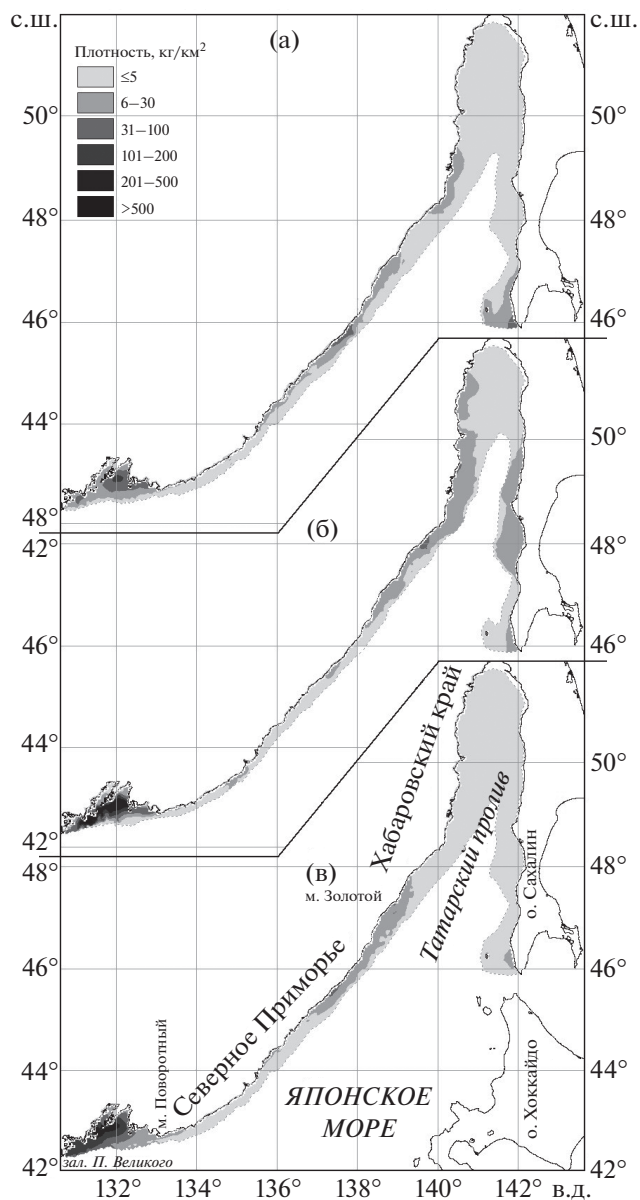 с.ш. с.ш.
(а)
Плотность, кг/км²
≤5
6–30
31–100
101–200
201–500
>500
50° 50°
48° 48°
46° 46°
44°
48°
42°
(б)
50°
48°
46° 46°
44°
42°
Хабаровский край
50°
(в)
48° 48°
м. Золотой
Татарский пролив
о. Сахалин
46° 46°
Северное Приморье
м. Поворотный
44° 44°
ЯПОНСКОЕ
МОРЕ
о. Хоккайдо
зал. П. Великого
42° 42°
132° 134° 136° 138° 140° 142° в.д.